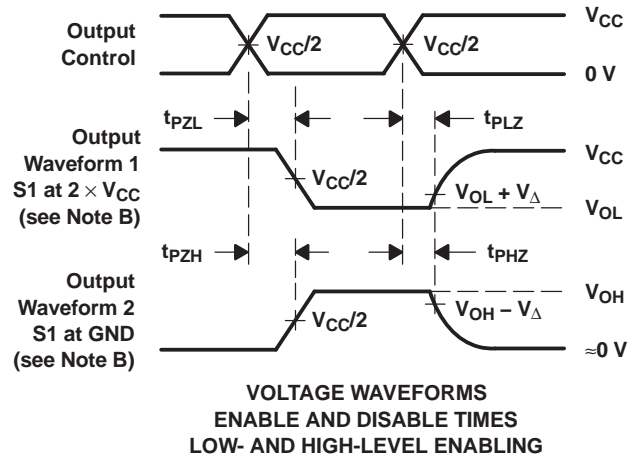 Output
Control
V_CC/2
V_CC/2
V_CC
0 V
t_PZL
t_PLZ
Output
Waveform 1
S1 at 2 × V_CC
(see Note B)
V_CC/2
V_CC
V_OL + V_Δ
V_OL
t_PZH
t_PHZ
Output
Waveform 2
S1 at GND
(see Note B)
V_CC/2
V_OH
V_OH – V_Δ
≈0 V
VOLTAGE WAVEFORMS
ENABLE AND DISABLE TIMES
LOW- AND HIGH-LEVEL ENABLING